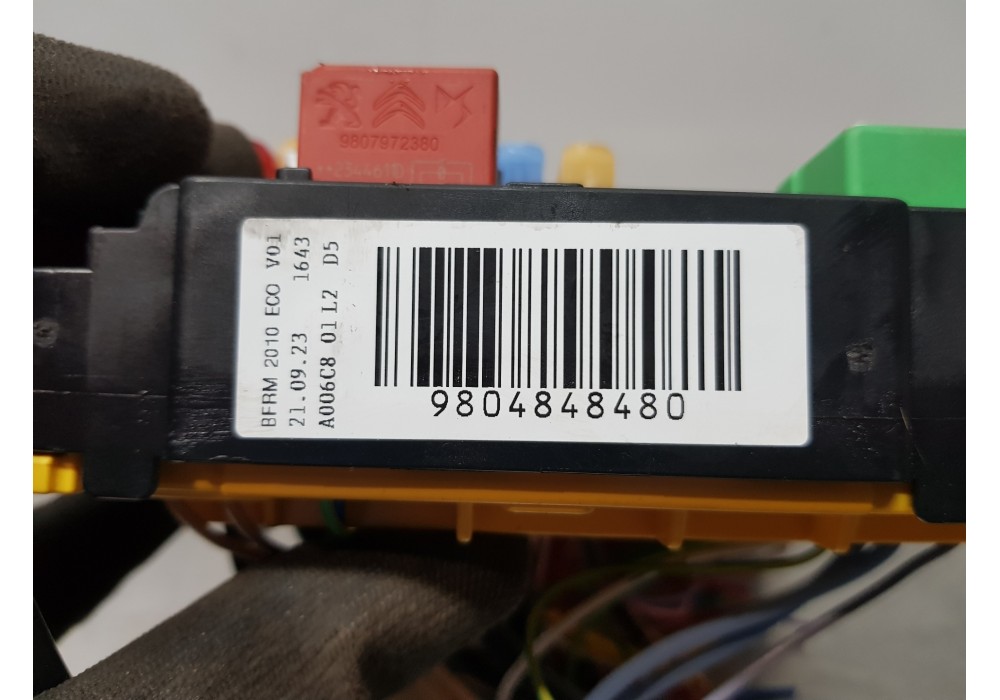 9807972380
BFRM 2010 ECO V01
21.09.23 1643
A006C8 01 L2 D5
9804848480